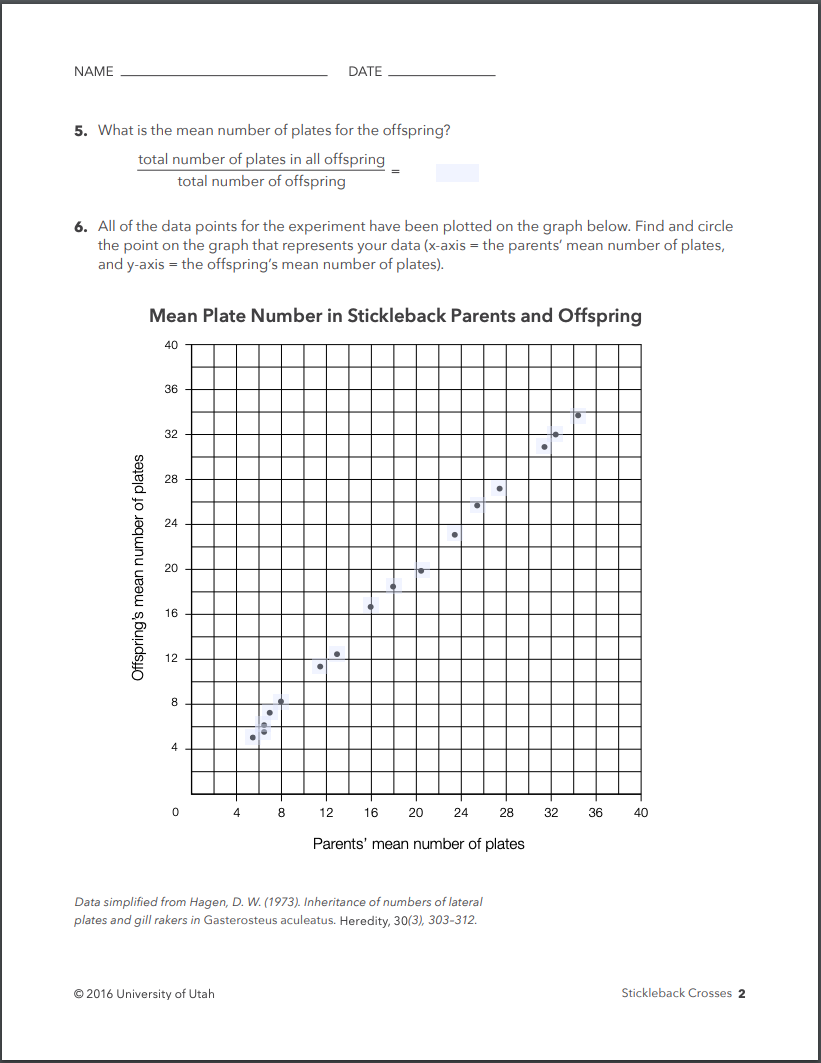 NAME DATE
5. What is the mean number of plates for the offspring?
total number of plates in all offspring
=
total number of offspring
6. All of the data points for the experiment have been plotted on the graph below. Find and circle
the point on the graph that represents your data (x-axis = the parents’ mean number of plates,
and y-axis = the offspring’s mean number of plates).
Mean Plate Number in Stickleback Parents and Offspring
Offspring’s mean number of plates
40
36
32
28
24
20
16
12
8
4
0 4 8 12 16 20 24 28 32 36 40
Parents’ mean number of plates
Data simplified from Hagen, D. W. (1973). Inheritance of numbers of lateral
plates and gill rakers in Gasterosteus aculeatus. Heredity, 30(3), 303–312.
© 2016 University of Utah Stickleback Crosses 2